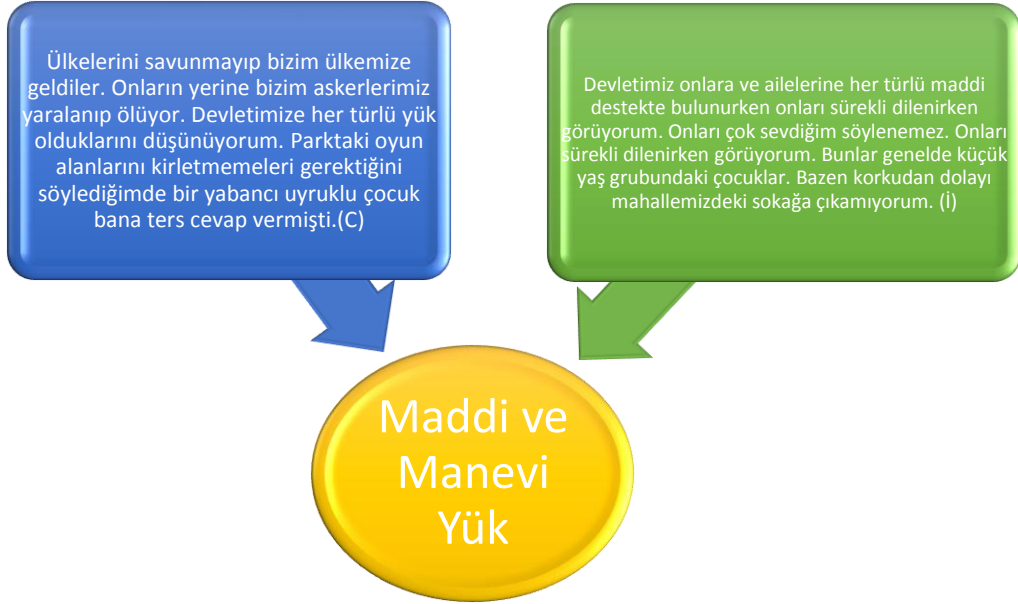 Ülkelerini savunmayıp bizim ülkemize
geldiler. Onların yerine bizim askerlerimiz
yaralanıp ölüyor. Devletimize her türlü yük
olduklarını düşünüyorum. Parktaki oyun
alanlarını kirletmemeleri gerektiğini
söylediğimde bir yabancı uyruklu çocuk
bana ters cevap vermişti.(C)
Devletimiz onlara ve ailelerine her türlü maddi
destekte bulunurken onları sürekli dilenirken
görüyorum. Onları çok sevdiğim söylenemez. Onları
sürekli dilenirken görüyorum. Bunlar genelde küçük
yaş grubundaki çocuklar. Bazen korkudan dolayı
mahallemizdeki sokağa çıkamıyorum. (İ)
Maddi ve
Manevi
Yük